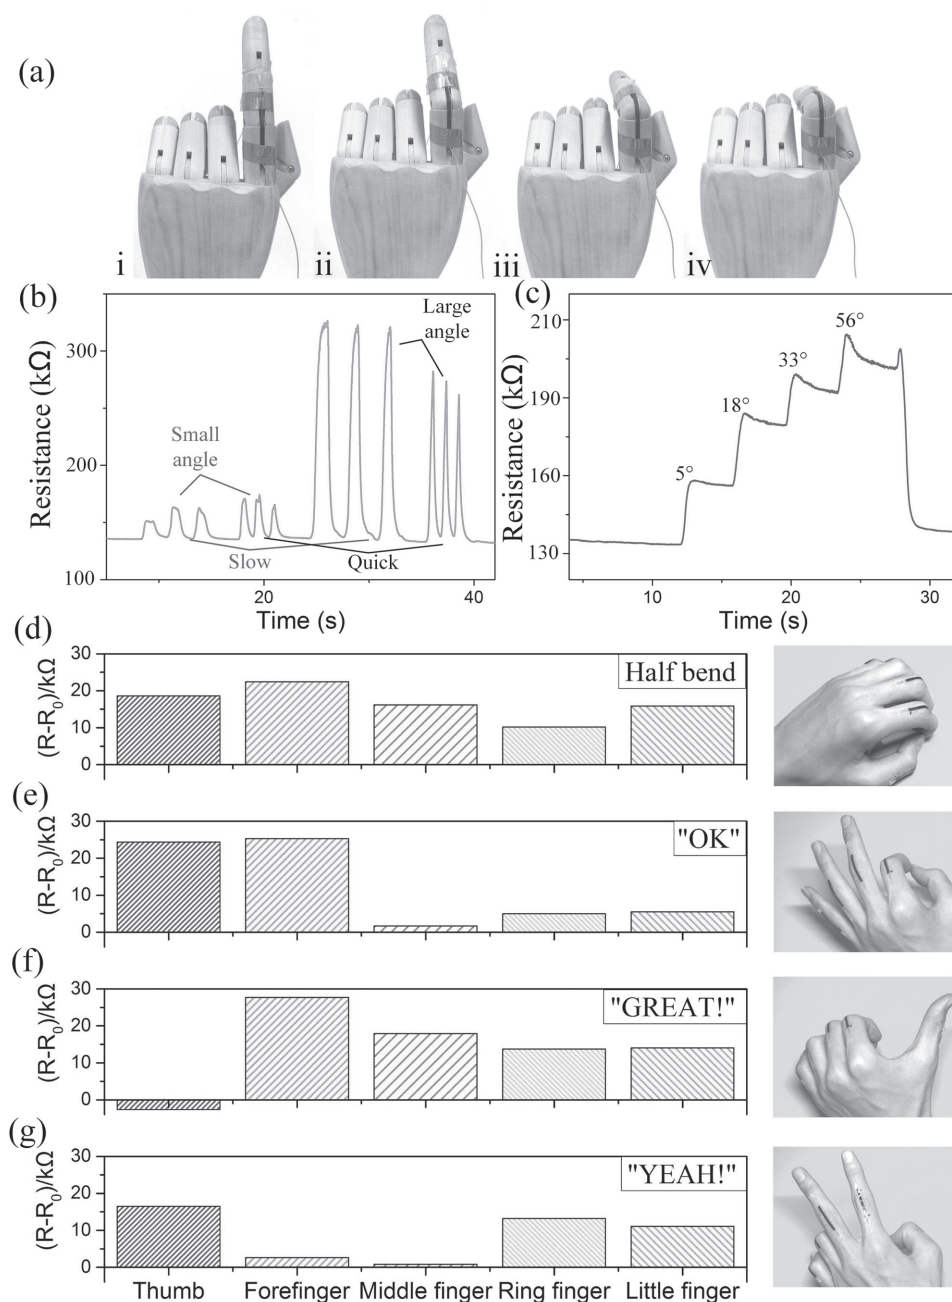 (a)
i
ii
iii
iv
(b)
Resistance (kΩ)
300
200
100
Small
angle
Large
angle
Slow
Quick
20
40
Time (s)
(c)
Resistance (kΩ)
210
190
160
130
5°
18°
33°
56°
10
20
30
Time (s)
(d)
(R-R0)/kΩ
30
20
10
0
Half bend
(e)
(R-R0)/kΩ
30
20
10
0
"OK"
(f)
(R-R0)/kΩ
30
20
10
0
"GREAT!"
(g)
(R-R0)/kΩ
30
20
10
0
"YEAH!"
Thumb Forefinger Middle finger Ring finger Little finger